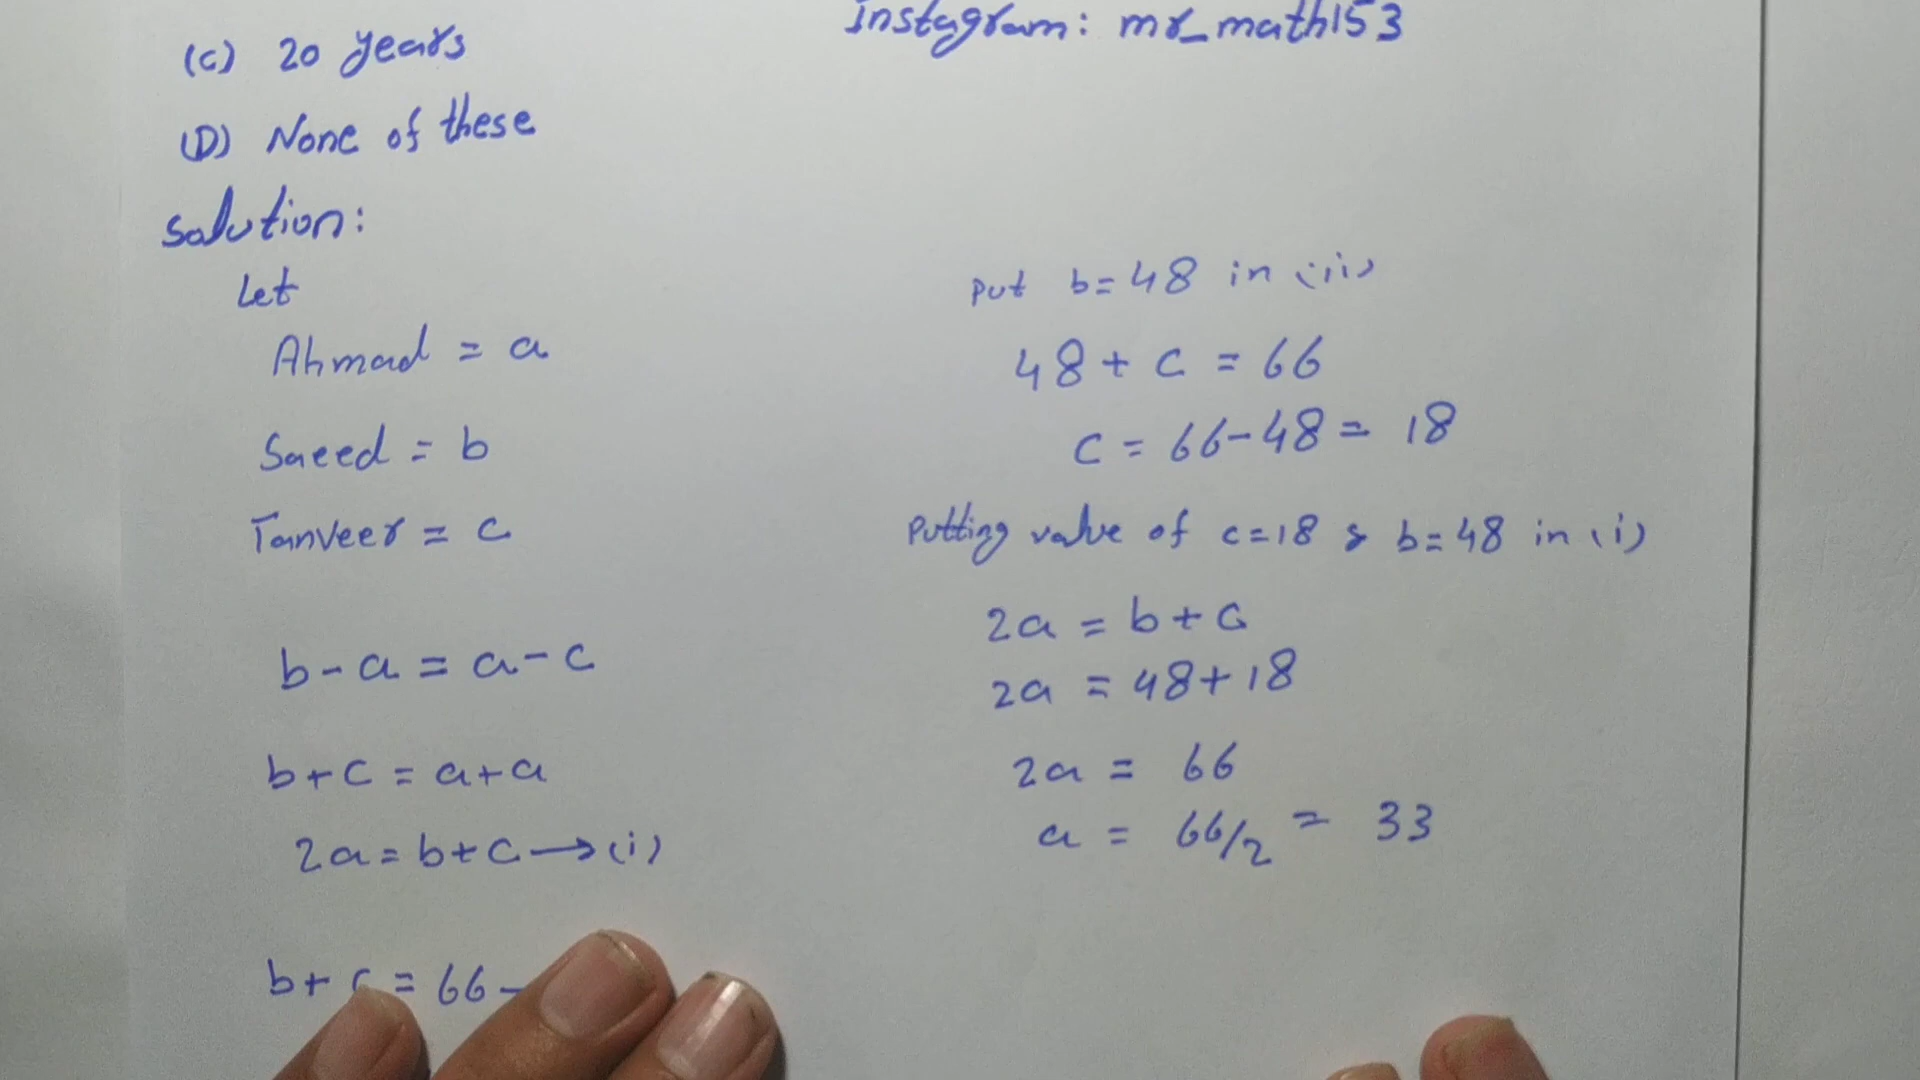 (C) 20 years
Instagram: mr_math153
(D) None of these
Solution:
Let
Ahmad = a
Saeed = b
Tanveer = c
b-a = a-c
b+c = a+a
2a = b+c → (i)
b+c = 66 -
Put b=48 in (ii)
48 + c = 66
c = 66-48 = 18
Putting value of c=18 & b=48 in (i)
2a = b+c
2a = 48+18
2a = 66
a = 66/2 = 33